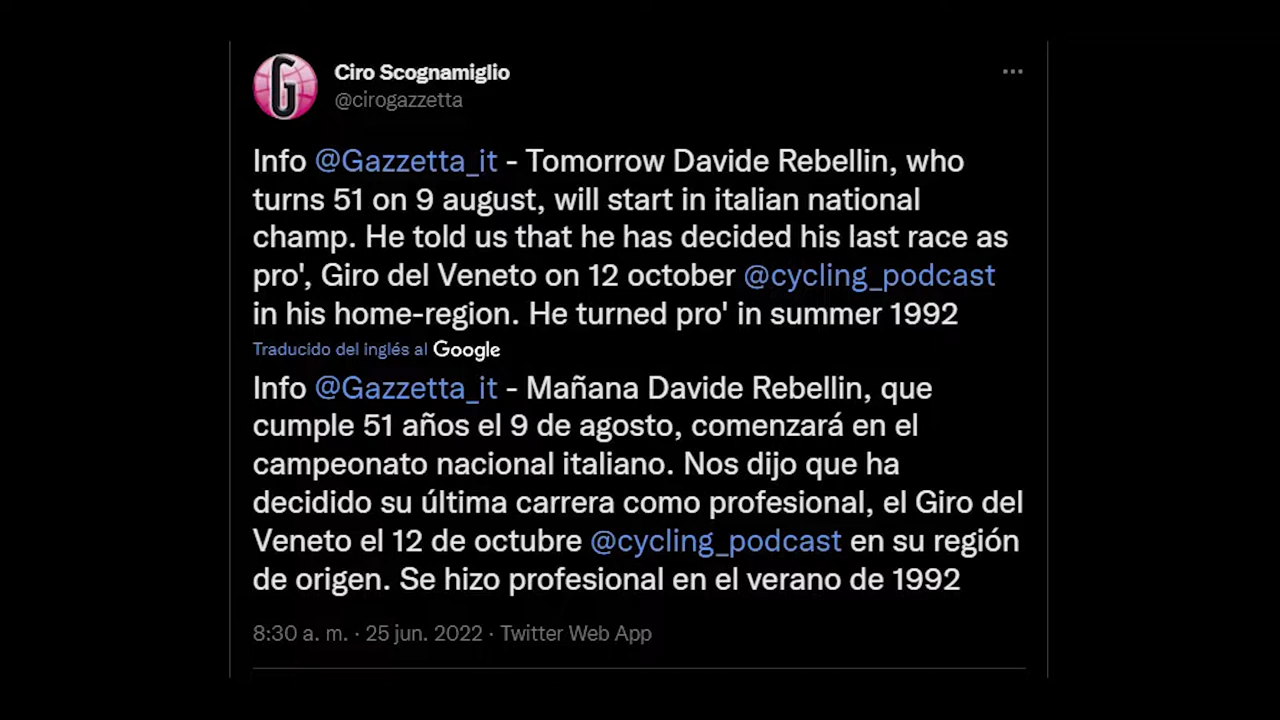 G
Ciro Scognamiglio
@cirogazzetta
Info @Gazzetta_it - Tomorrow Davide Rebellin, who
turns 51 on 9 august, will start in italian national
champ. He told us that he has decided his last race as
pro', Giro del Veneto on 12 october @cycling_podcast
in his home-region. He turned pro' in summer 1992
Traducido del inglés al Google
Info @Gazzetta_it - Mañana Davide Rebellin, que
cumple 51 años el 9 de agosto, comenzará en el
campeonato nacional italiano. Nos dijo que ha
decidido su última carrera como profesional, el Giro del
Veneto el 12 de octubre @cycling_podcast en su región
de origen. Se hizo profesional en el verano de 1992
8:30 a. m. · 25 jun. 2022 · Twitter Web App